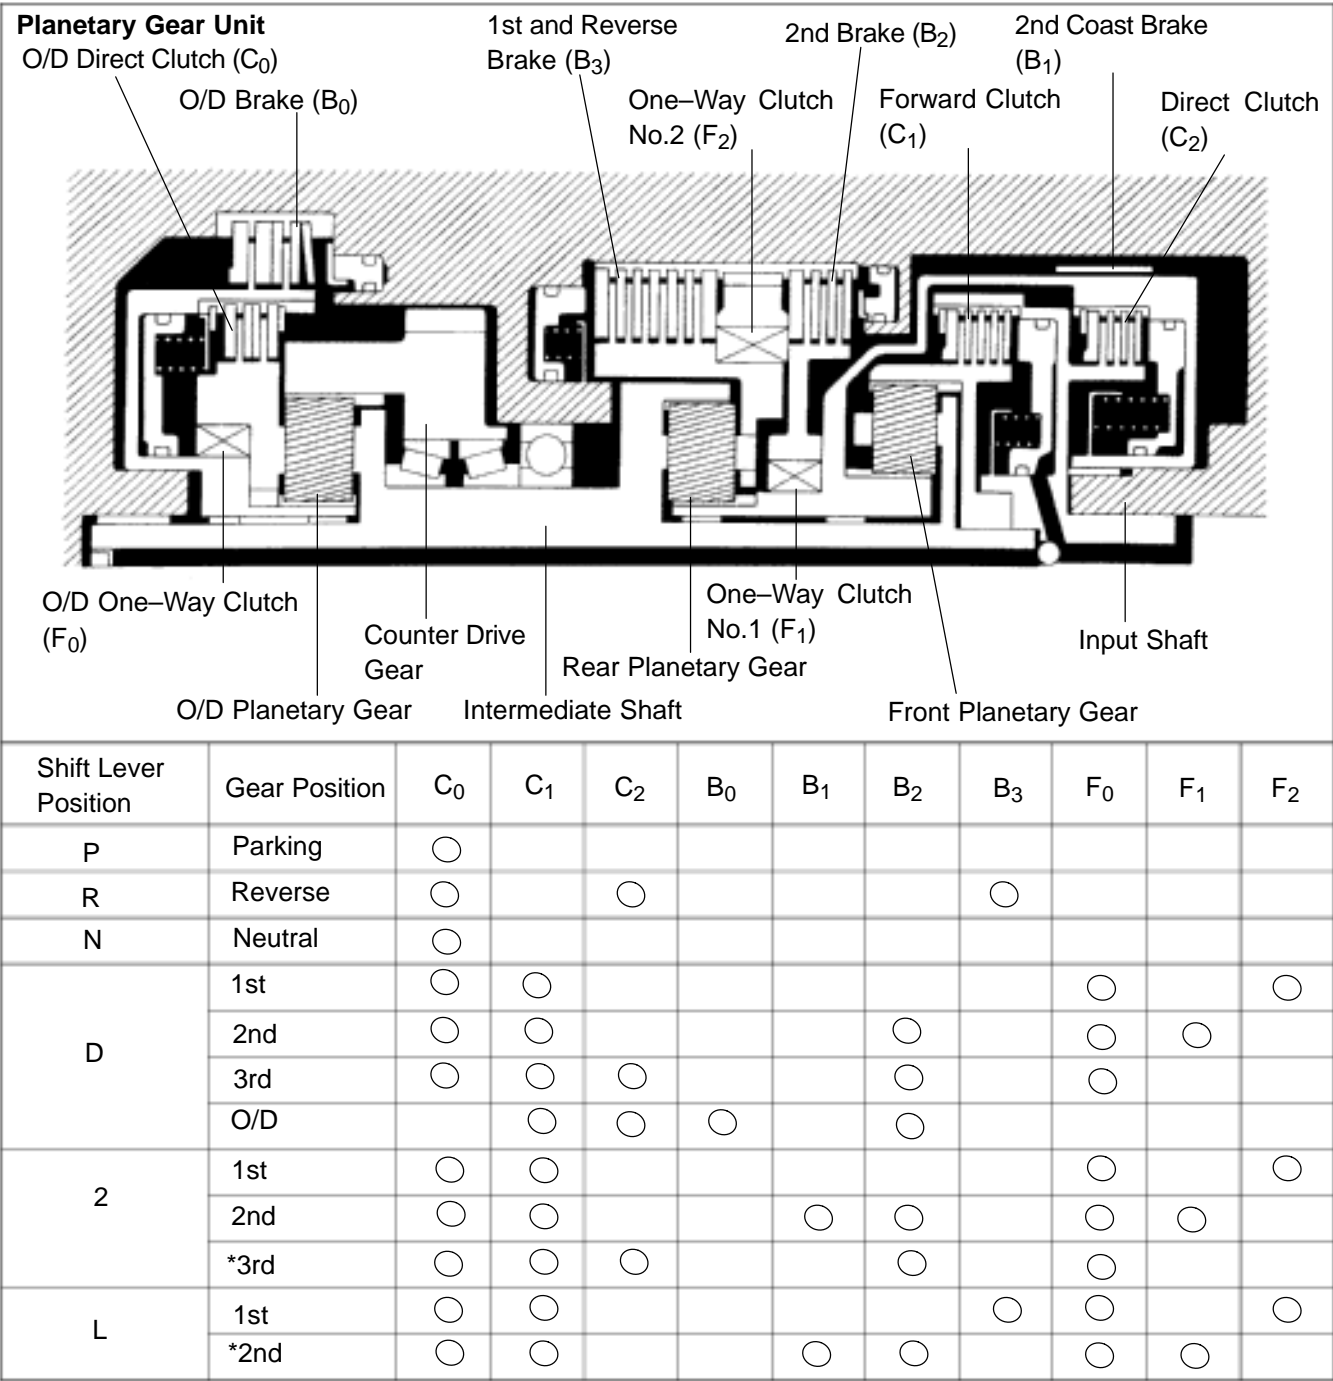 Planetary Gear Unit
O/D Direct Clutch (C0)
O/D Brake (B0)
1st and Reverse
Brake (B3)
2nd Brake (B2)
2nd Coast Brake
(B1)
One–Way Clutch
No.2 (F2)
Forward Clutch
(C1)
Direct Clutch
(C2)
O/D One–Way Clutch
(F0)
O/D Planetary Gear
Counter Drive
Gear
Intermediate Shaft
Rear Planetary Gear
One–Way Clutch
No.1 (F1)
Front Planetary Gear
Input Shaft
Shift Lever
Position
Gear Position C0 C1 C2 B0 B1 B2 B3 F0 F1 F2
P Parking
R Reverse
N Neutral
D
1st
2nd
3rd
O/D
2
1st
2nd
*3rd
L
1st
*2nd